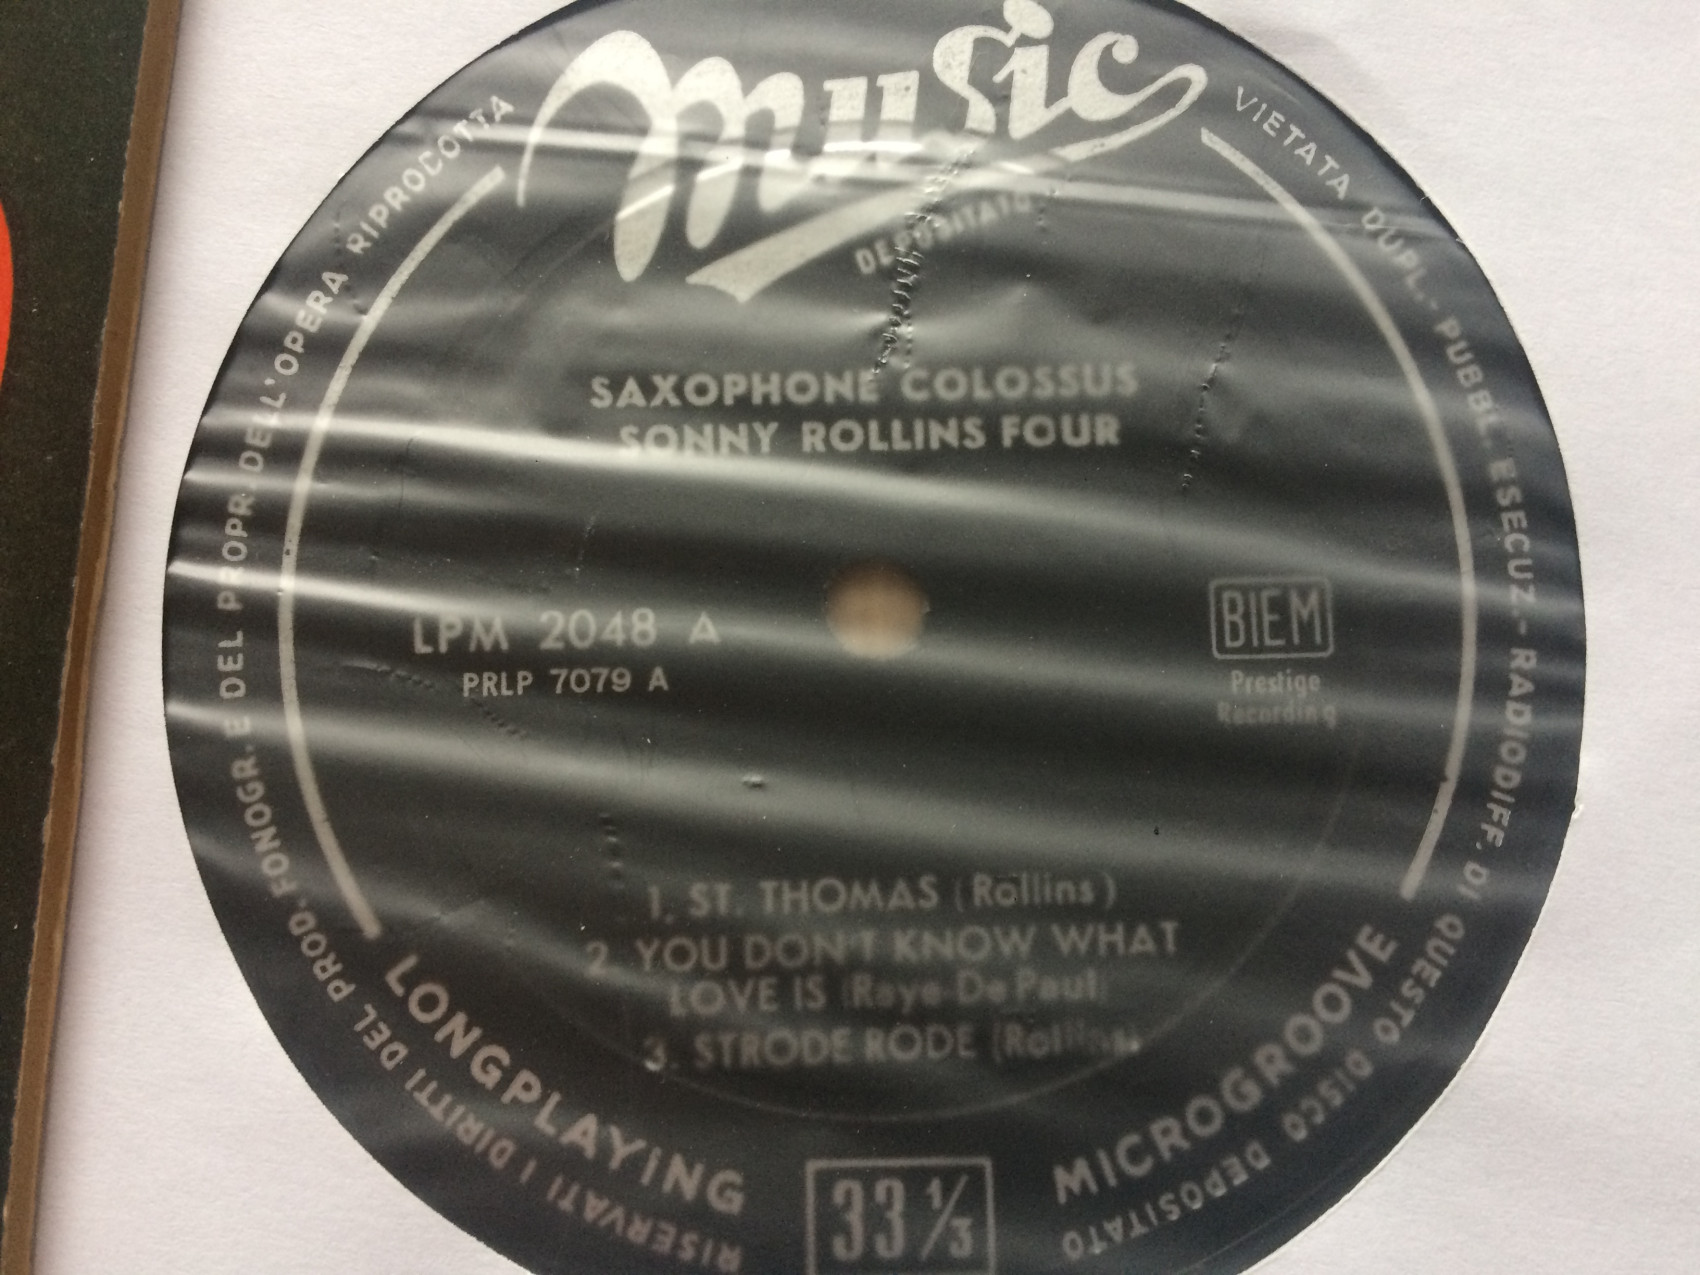 Music
DEPOSITATO
RISERVATI I DIRITTI DEL PROD. FONOGR. E DEL PROPR. DELL'OPERA RIPRODOTTA
VIETATA DUPL. - PUBBL. ESECUZ. - RADIODIFF. DI QUESTO DISCO DEPOSITATO
SAXOPHONE COLOSSUS
SONNY ROLLINS FOUR
LPM 2048 A
PRLP 7079 A
BIEM
Prestige
Recording
1. ST. THOMAS (Rollins)
2. YOU DON'T KNOW WHAT
LOVE IS (Raye-De Paul)
3. STRODE RODE (Rollins)
LONGPLAYING
33 1/3
MICROGROOVE